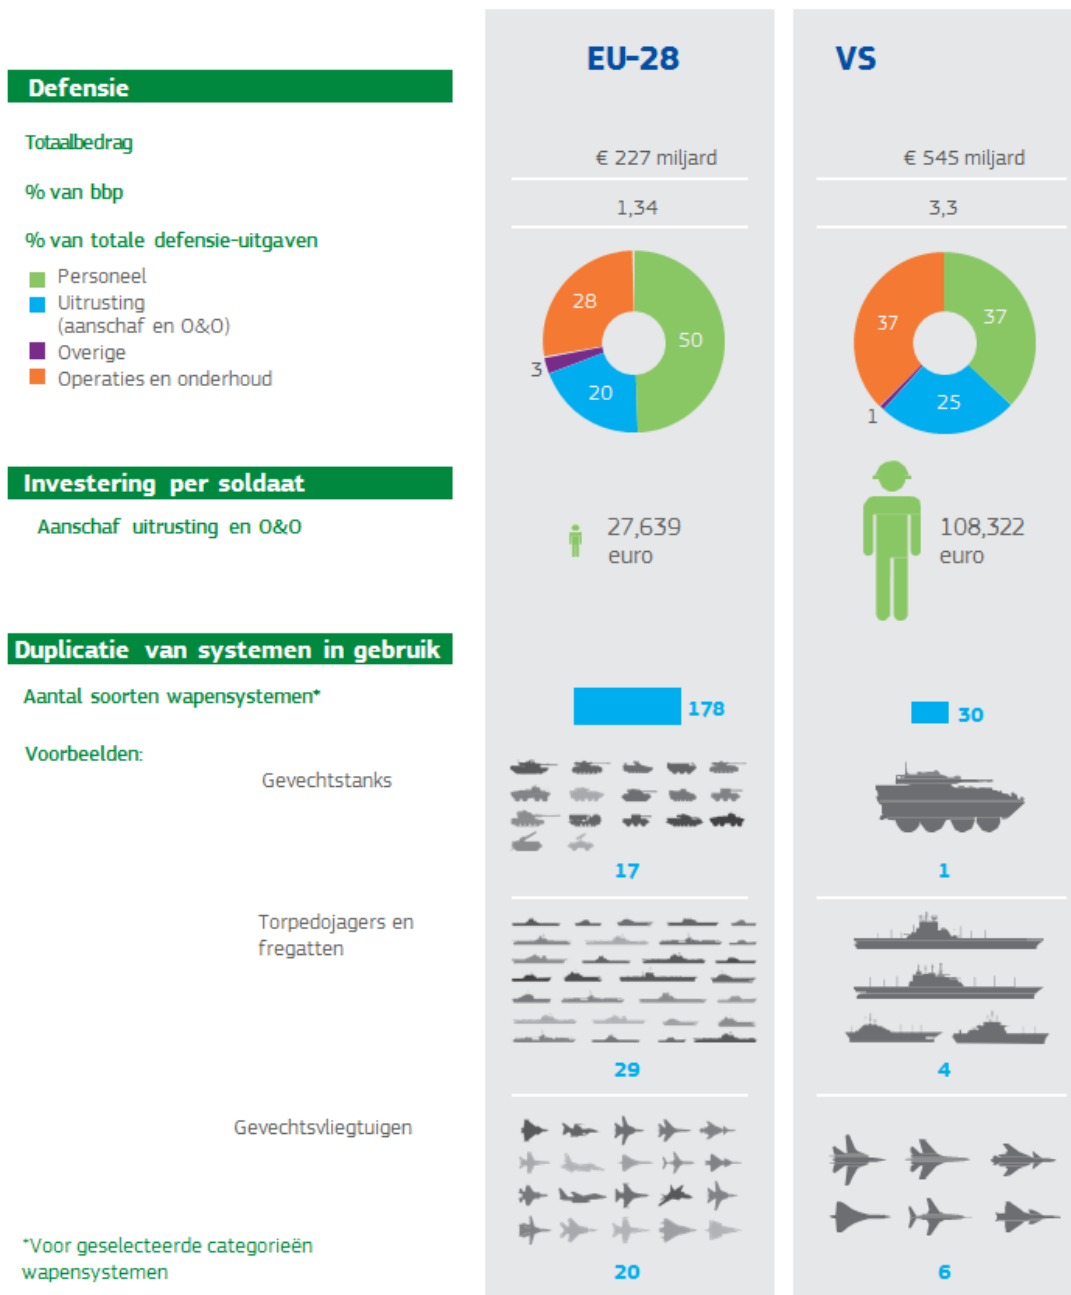 EU-28
VS
Defensie
Totaalbedrag
€ 227 miljard
€ 545 miljard
% van bbp
1,34
3,3
% van totale defensie-uitgaven
Personeel
Uitrusting
(aanschaf en O&O)
Overige
Operaties en onderhoud
28
50
3
20
37
37
1
25
Investering per soldaat
Aanschaf uitrusting en O&O
27,639
euro
108,322
euro
Duplicatie van systemen in gebruik
Aantal soorten wapensystemen*
178
30
Voorbeelden:
Gevechtstanks
17
1
Torpedojagers en
fregatten
29
4
Gevechtsvliegtuigen
20
6
*Voor geselecteerde categorieën
wapensystemen